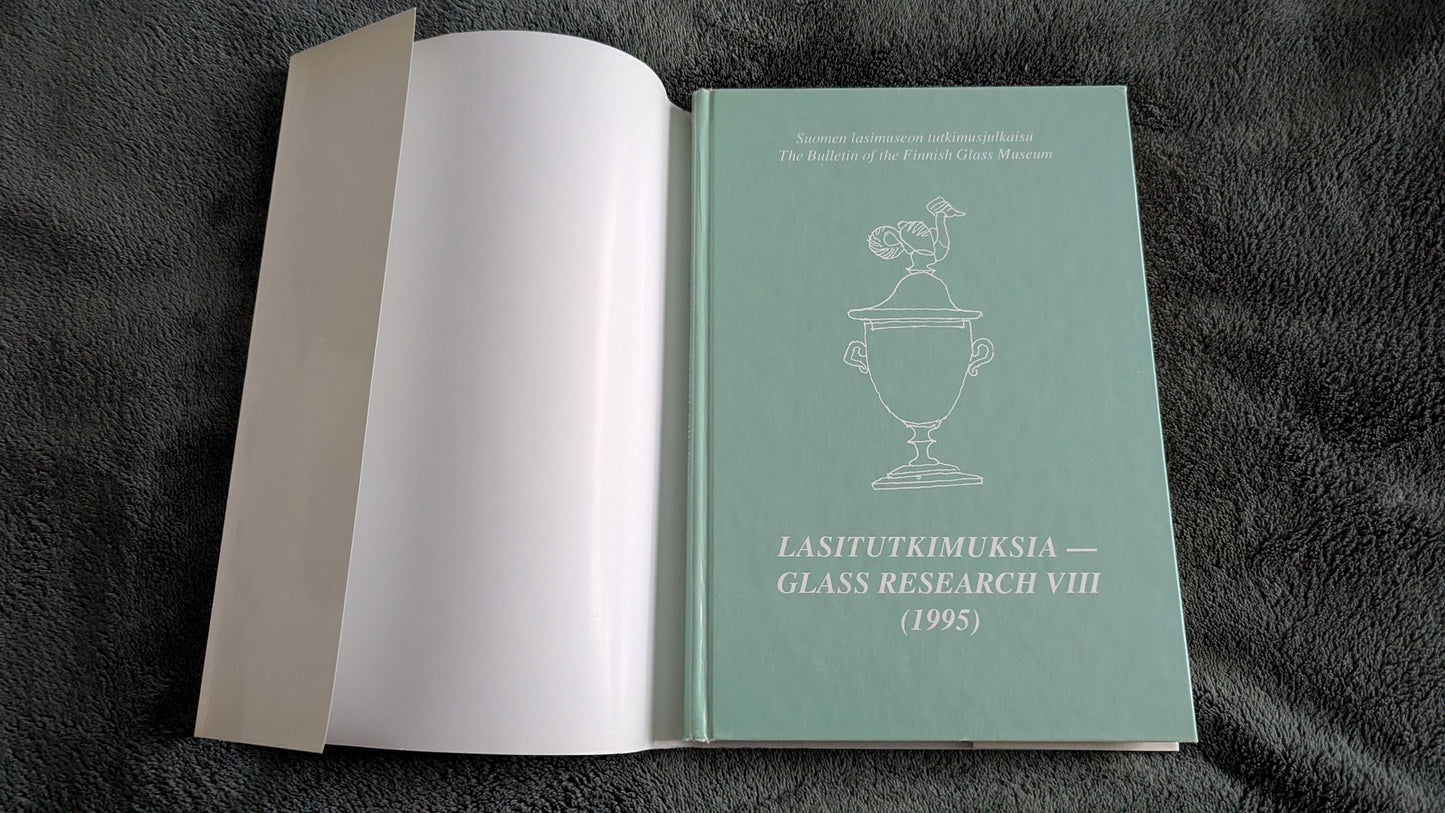 Suomen lasimuseon tutkimusjulkaisu
The Bulletin of the Finnish Glass Museum
LASITUTKIMUKSIA —
GLASS RESEARCH VIII
(1995)